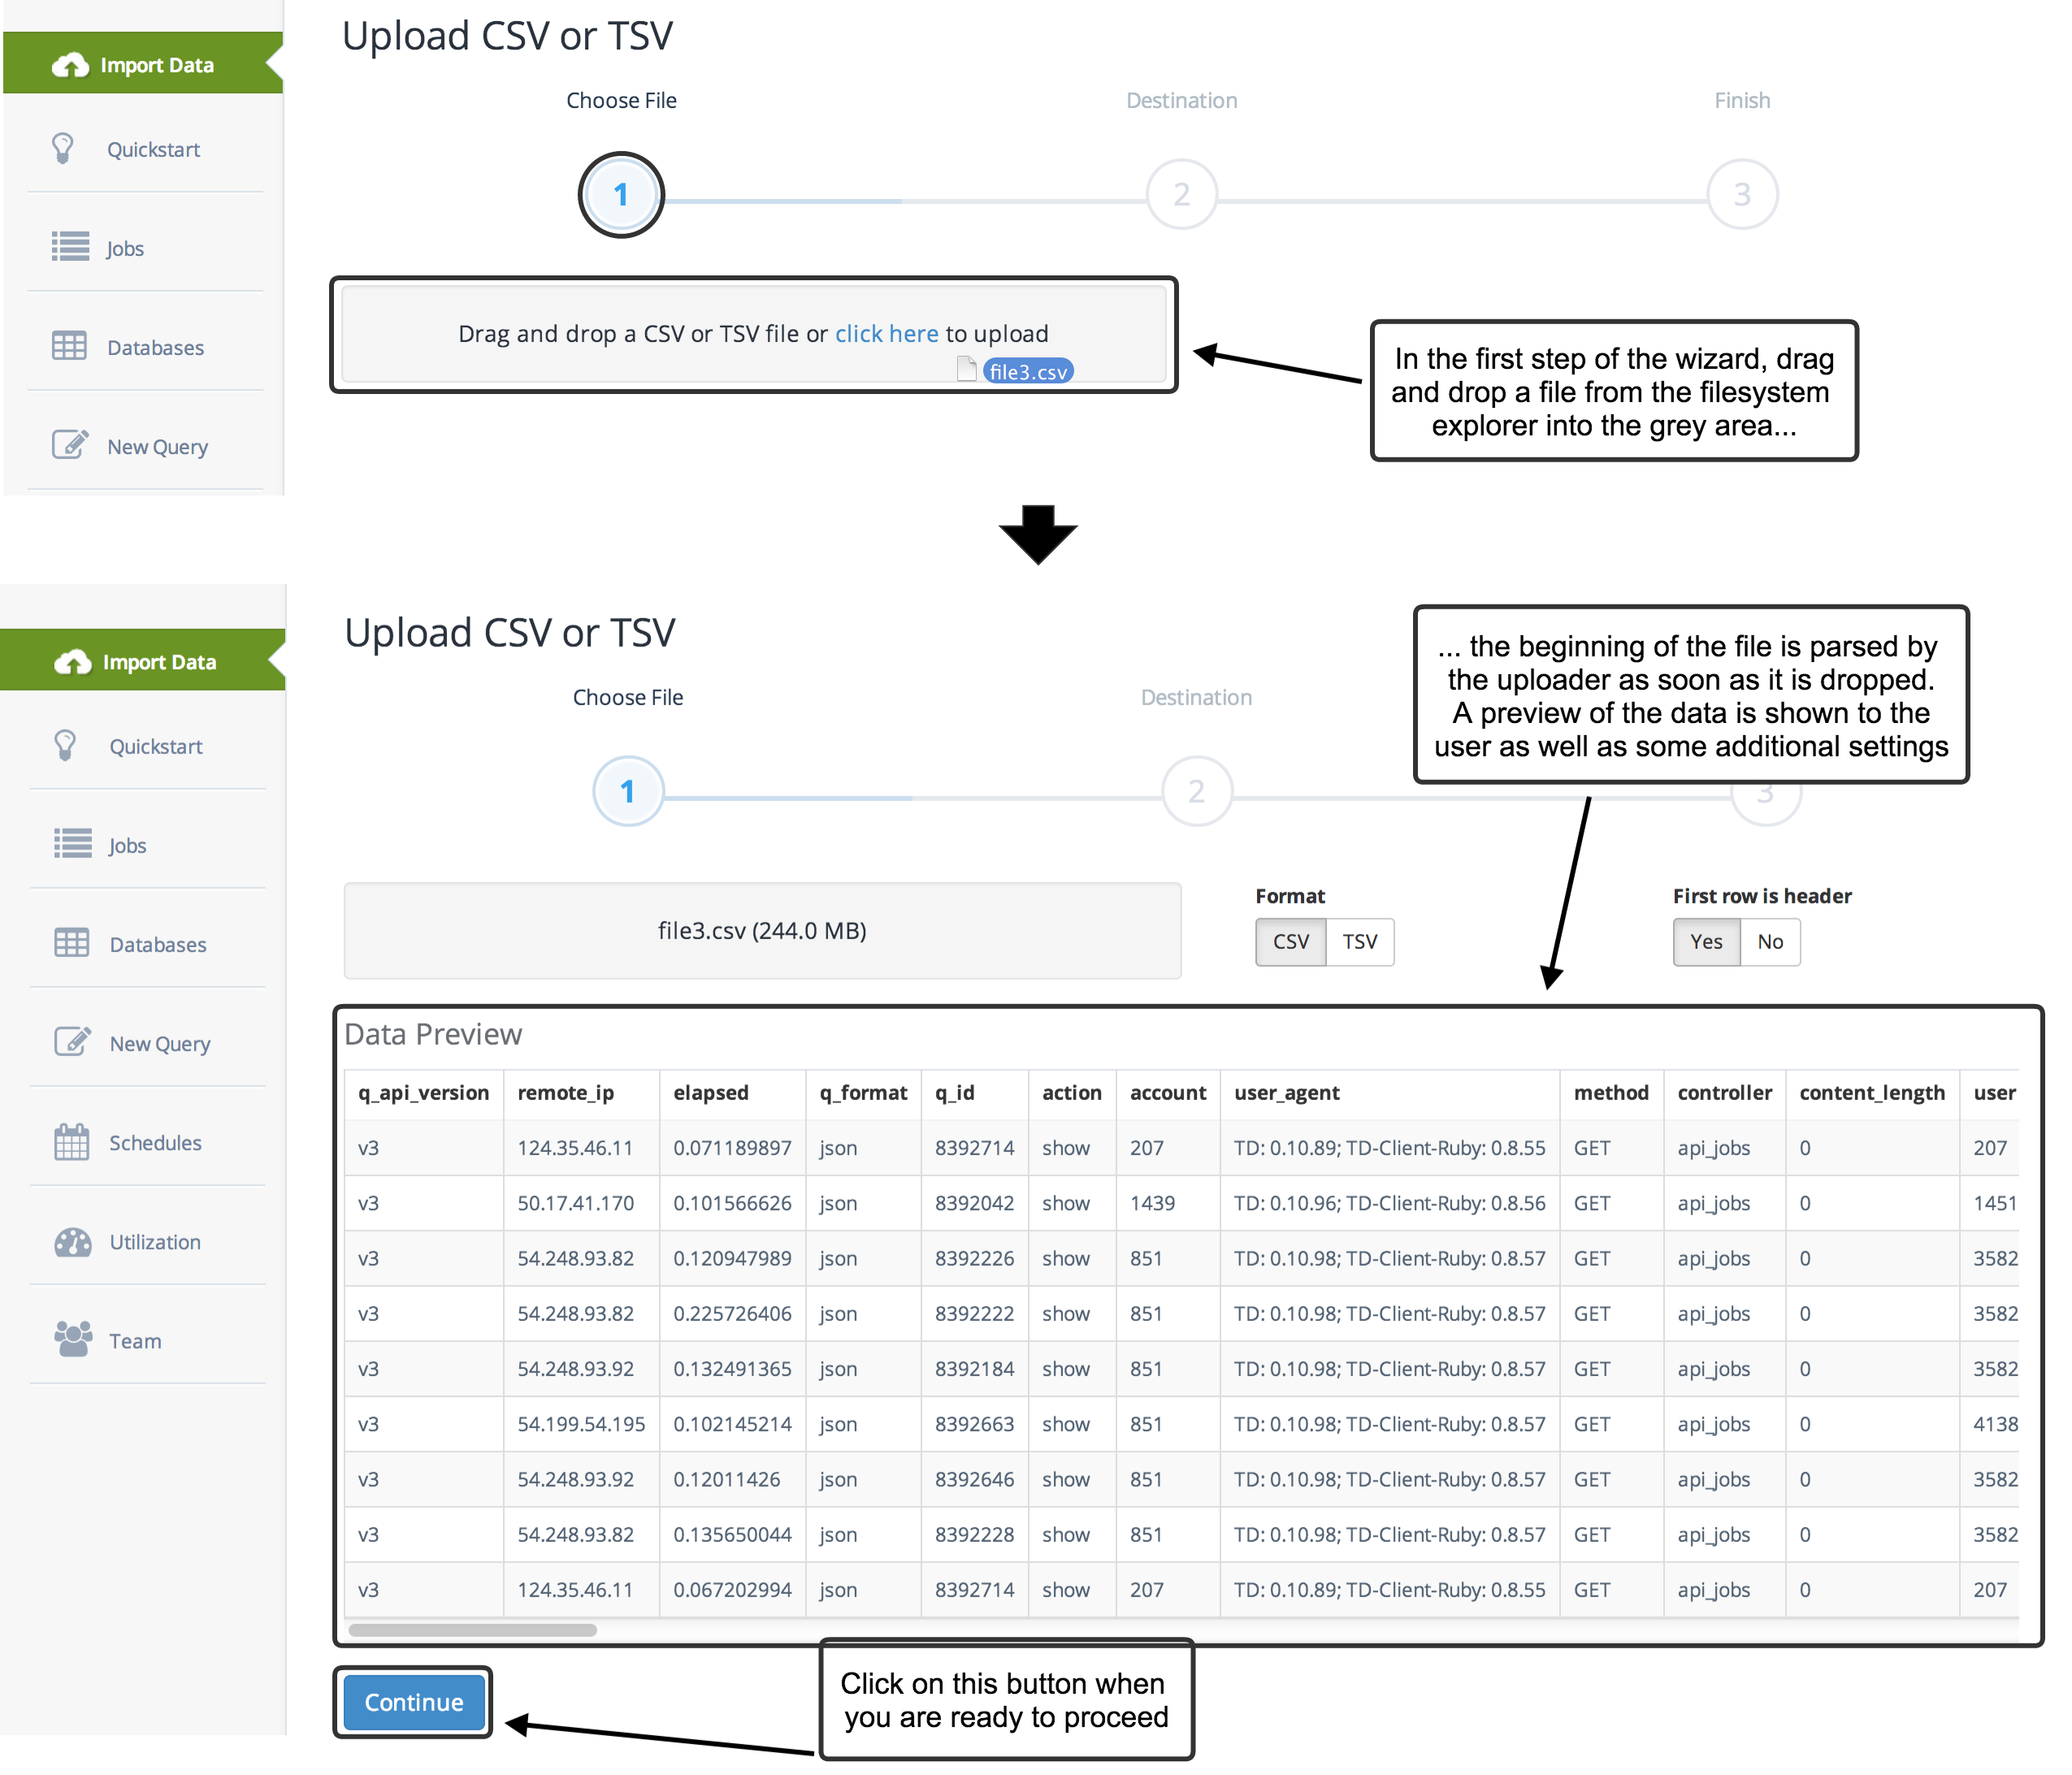 Upload CSV or TSV
Import Data
Choose File
Destination
Finish
Quickstart
1
2
3
Jobs
Drag and drop a CSV or TSV file or click here to upload
file3.csv
Databases
In the first step of the wizard, drag
and drop a file from the filesystem
explorer into the grey area...
New Query
Upload CSV or TSV
Import Data
... the beginning of the file is parsed by
the uploader as soon as it is dropped.
A preview of the data is shown to the
user as well as some additional settings
Choose File
Destination
Quickstart
1
2
3
Jobs
file3.csv (244.0 MB)
Format
CSV TSV
First row is header
Yes No
Databases
New Query
Schedules
Utilization
Team
Data Preview
q_api_version remote_ip elapsed q_format q_id action account user_agent method controller content_length user
v3 124.35.46.11 0.071189897 json 8392714 show 207 TD: 0.10.89; TD-Client-Ruby: 0.8.55 GET api_jobs 0 207
v3 50.17.41.170 0.101566626 json 8392042 show 1439 TD: 0.10.96; TD-Client-Ruby: 0.8.56 GET api_jobs 0 1451
v3 54.248.93.82 0.120947989 json 8392226 show 851 TD: 0.10.98; TD-Client-Ruby: 0.8.57 GET api_jobs 0 3582
v3 54.248.93.82 0.225726406 json 8392222 show 851 TD: 0.10.98; TD-Client-Ruby: 0.8.57 GET api_jobs 0 3582
v3 54.248.93.92 0.132491365 json 8392184 show 851 TD: 0.10.98; TD-Client-Ruby: 0.8.57 GET api_jobs 0 3582
v3 54.199.54.195 0.102145214 json 8392663 show 851 TD: 0.10.98; TD-Client-Ruby: 0.8.57 GET api_jobs 0 4138
v3 54.248.93.92 0.12011426 json 8392646 show 851 TD: 0.10.98; TD-Client-Ruby: 0.8.57 GET api_jobs 0 3582
v3 54.248.93.82 0.135650044 json 8392228 show 851 TD: 0.10.98; TD-Client-Ruby: 0.8.57 GET api_jobs 0 3582
v3 124.35.46.11 0.067202994 json 8392714 show 207 TD: 0.10.89; TD-Client-Ruby: 0.8.55 GET api_jobs 0 207
Continue
Click on this button when
you are ready to proceed